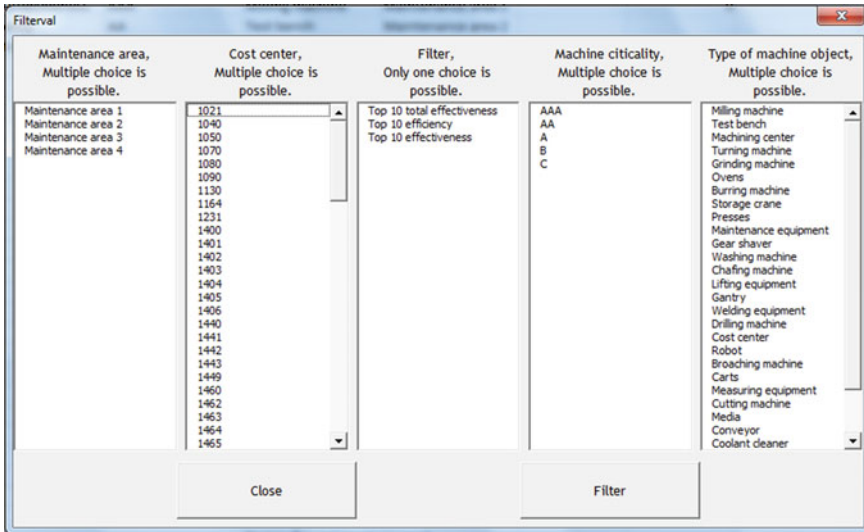 Filterval
Maintenance area,
Multiple choice is
possible.
Maintenance area 1
Maintenance area 2
Maintenance area 3
Maintenance area 4
Cost center,
Multiple choice is
possible.
1021
1040
1050
1070
1080
1090
1130
1164
1231
1400
1401
1402
1403
1404
1405
1406
1440
1441
1442
1443
1449
1460
1462
1463
1464
1465
Filter,
Only one choice is
possible.
Top 10 total effectiveness
Top 10 efficiency
Top 10 effectiveness
Machine citicality,
Multiple choice is
possible.
AAA
AA
A
B
C
Type of machine object,
Multiple choice is
possible.
Milling machine
Test bench
Machining center
Turning machine
Grinding machine
Ovens
Burring machine
Storage crane
Presses
Maintenance equipment
Gear shaver
Washing machine
Chafing machine
Lifting equipment
Gantry
Welding equipment
Drilling machine
Cost center
Robot
Broaching machine
Carts
Measuring equipment
Cutting machine
Media
Conveyor
Coolant cleaner
Close
Filter